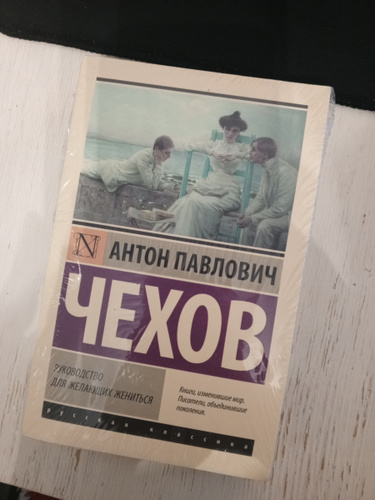 N
АНТОН ПАВЛОВИЧ
ЧЕХОВ
РУКОВОДСТВО
ДЛЯ ЖЕЛАЮЩИХ ЖЕНИТЬСЯ
Книги, изменившие мир.
Писатели, объединившие
поколения.
русская классика